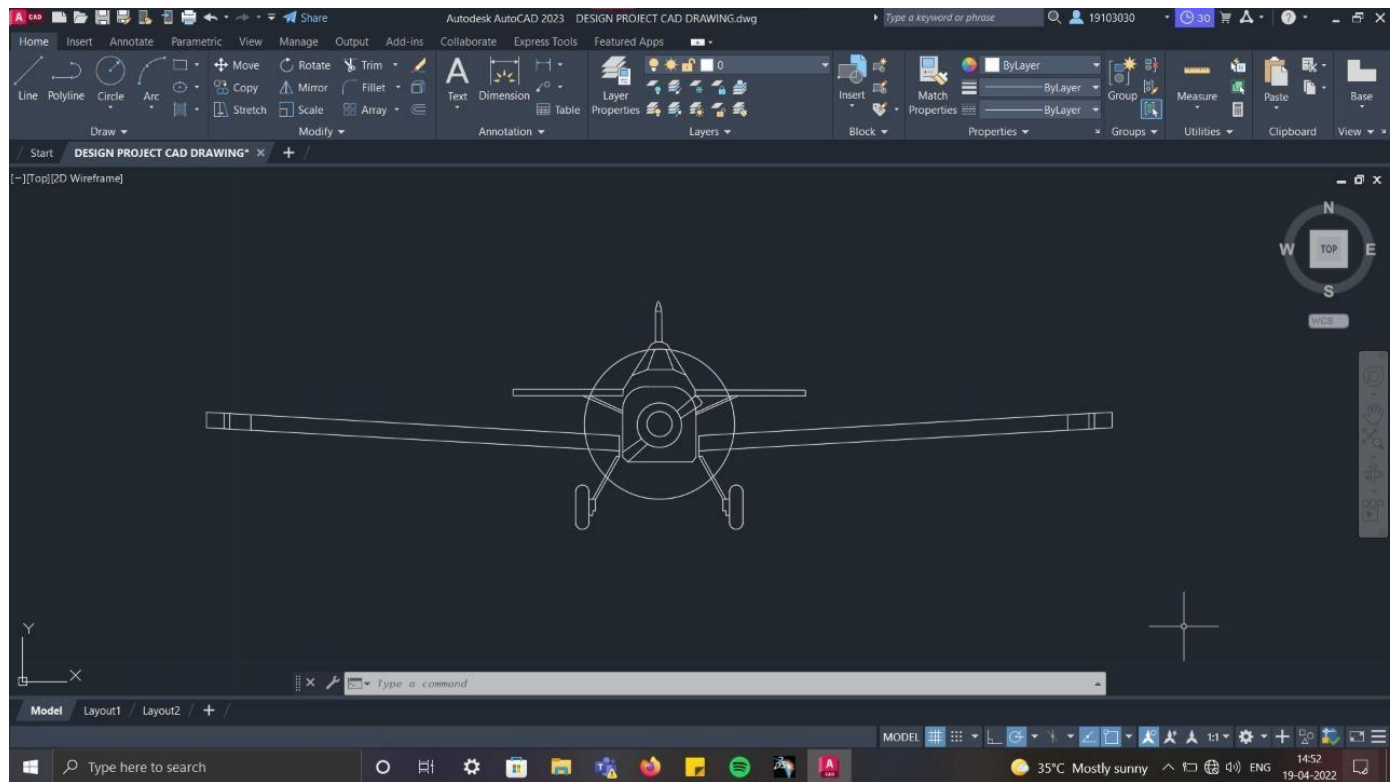 A CAD Share Autodesk AutoCAD 2023 DESIGN PROJECT CAD DRAWING.dwg Type a keyword or phrase 19103030 30
Home Insert Annotate Parametric View Manage Output Add-ins Collaborate Express Tools Featured Apps
Move Rotate Trim 0 ByLayer
Copy Mirror Fillet ByLayer
Line Polyline Circle Arc Text Dimension Layer Insert Match Group Measure Paste Base
Stretch Scale Array Table Properties Properties ByLayer
Draw Modify Annotation Layers Block Properties Groups Utilities Clipboard View
Start DESIGN PROJECT CAD DRAWING*
[−][Top][2D Wireframe]
N
W TOP E
S
WCS
Y
X
Type a command
Model Layout1 Layout2
MODEL 1:1
Type here to search 35°C Mostly sunny ENG 14:52
19-04-2022